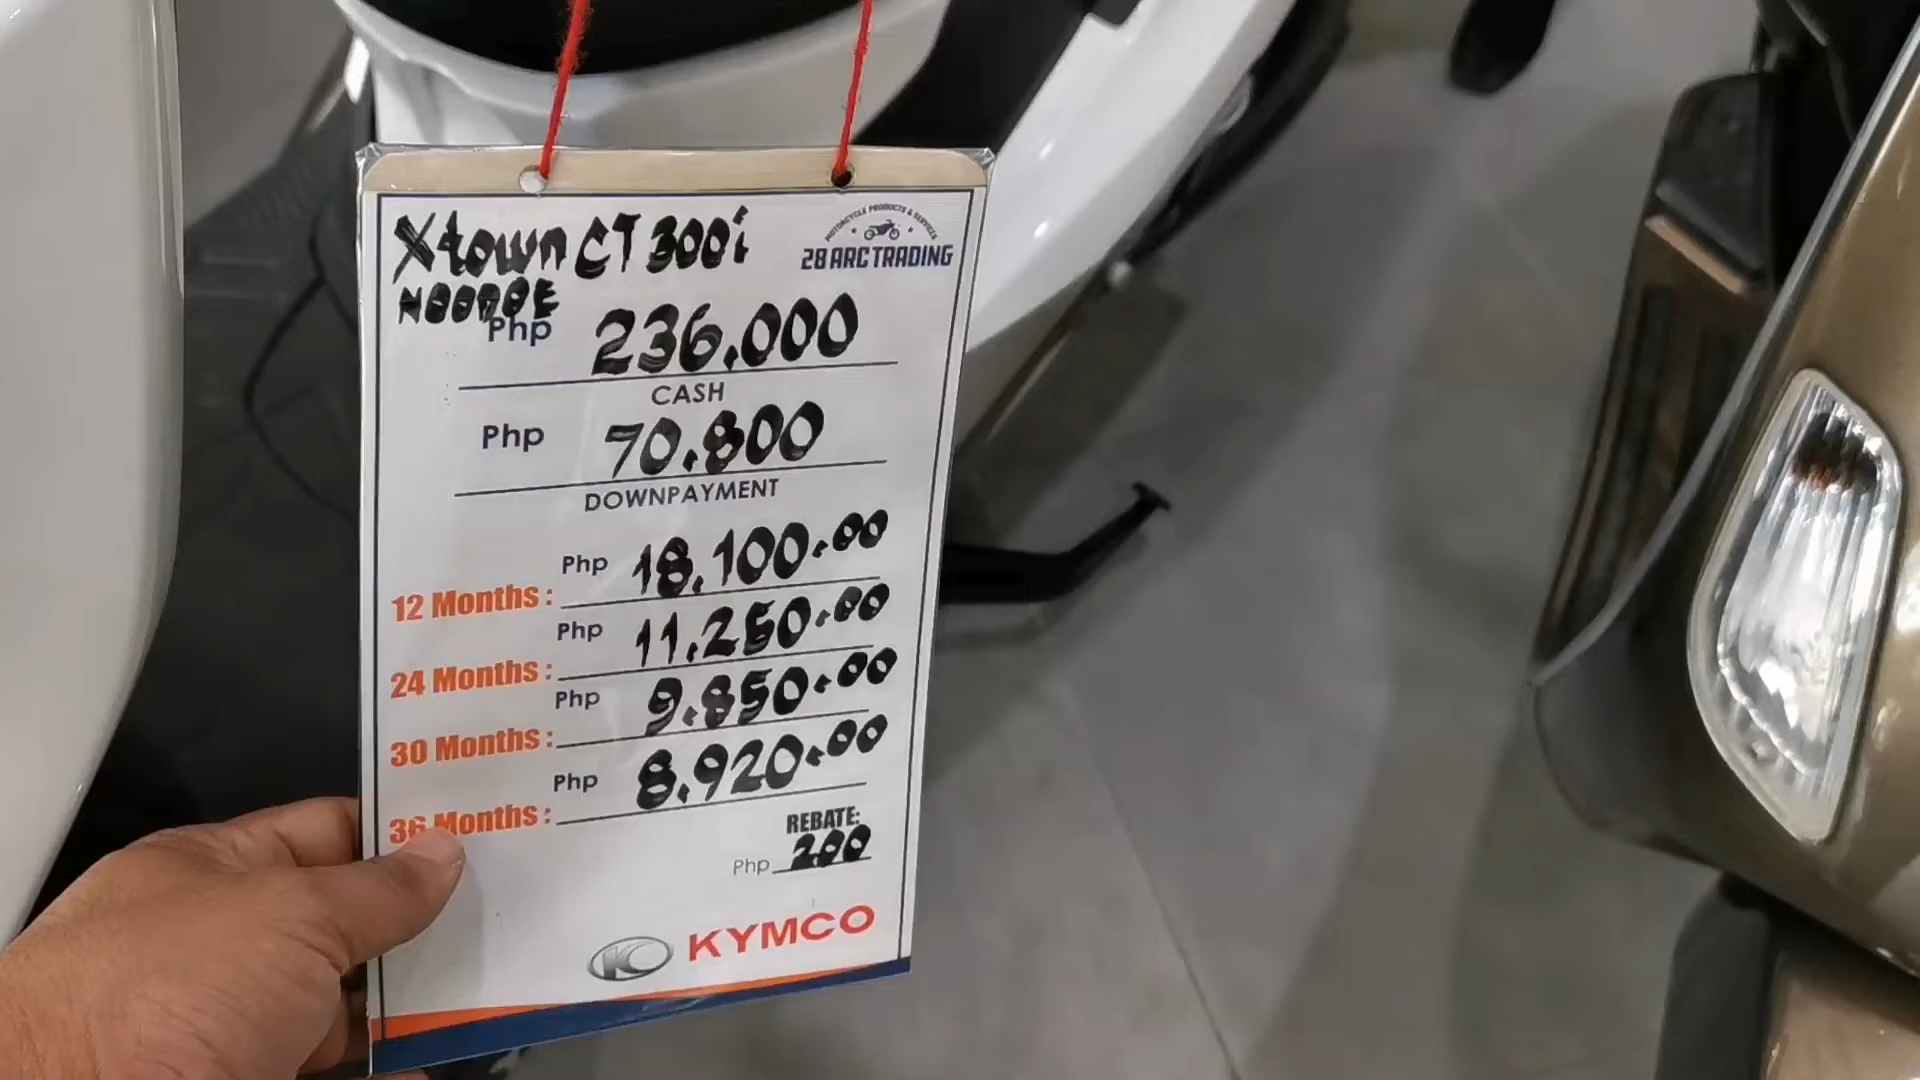 Xtown CT 300i
MOTORCYCLE PRODUCTS & SERVICES
28 ARC TRADING
Php 236.000
CASH
Php 70.800
DOWNPAYMENT
12 Months : Php 18.100.00
24 Months : Php 11.250.00
30 Months : Php 9.850.00
36 Months : Php 8.920.00
REBATE:
Php 200
KC KYMCO